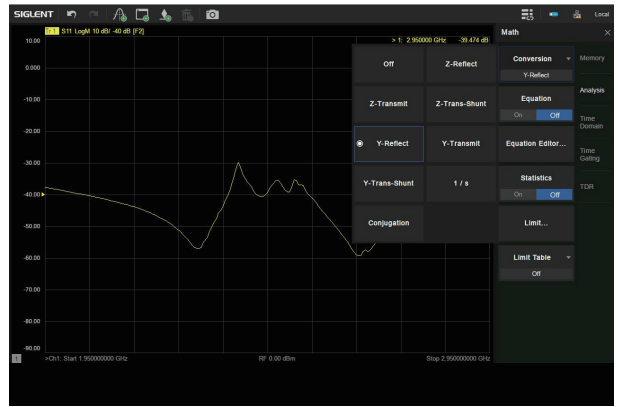 SIGLENT
Local
Tr 1 S11 LogM 10 dB/ -40 dB [F2]
> 1: 2.950000 GHz -39.474 dB
10.00
0.000
-10.00
-20.00
-30.00
-40.00
-50.00
-60.00
-70.00
-80.00
-90.00
Off
Z-Reflect
Z-Transmit
Z-Trans-Shunt
Y-Reflect
Y-Transmit
Y-Trans-Shunt
1 / s
Conjugation
Math
Conversion
Y-Reflect
Equation
On Off
Equation Editor...
Statistics
On Off
Limit...
Limit Table
Off
Memory
Analysis
Time
Domain
Time
Gating
TDR
1 >Ch1: Start 1.950000000 GHz RF 0.00 dBm Stop 2.950000000 GHz